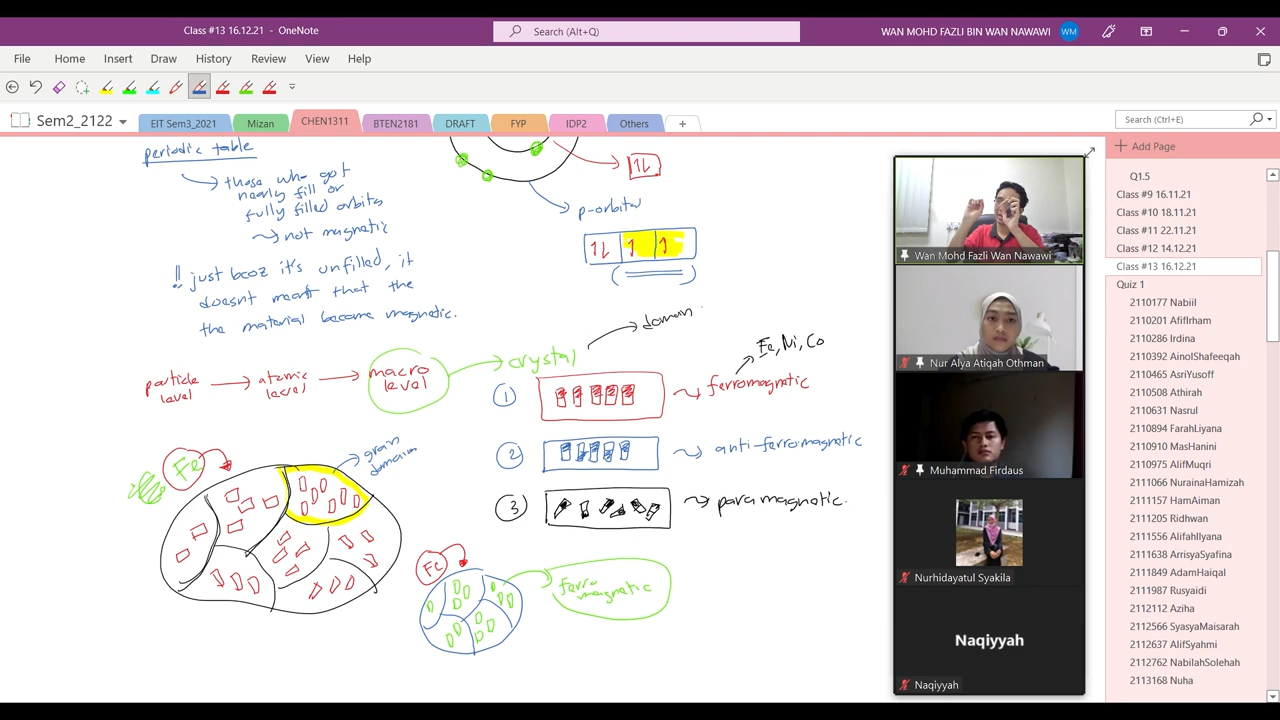 Class #13 16.12.21 - OneNote
Search (Alt+Q)
WAN MOHD FAZLI BIN WAN NAWAWI
WM
File Home Insert Draw History Review View Help
Sem2_2122
EIT Sem3_2021 Mizan CHEN1311 BTEN2181 DRAFT FYP IDP2 Others +
Search (Ctrl+E)
Add Page
periodic table
those who got
nearly fill or
fully filled orbits
not magnetic
!! just bcoz it's unfilled, it
doesnt mean that the
the material become magnetic.
p-orbital
particle level
atomic level
macro level
crystal
domain
Fe, Ni, Co
1
ferromagnetic
2
anti-ferromagnetic
3
paramagnetic.
Fe
grain
domain
Fe
ferro
magnetic
Wan Mohd Fazli Wan Nawawi
Nur Alya Atiqah Othman
Muhammad Firdaus
Nurhidayatul Syakila
Naqiyyah
Naqiyyah
Q1.5
Class #9 16.11.21
Class #10 18.11.21
Class #11 22.11.21
Class #12 14.12.21
Class #13 16.12.21
Quiz 1
2110177 Nabiil
2110201 AfifIrham
2110286 Irdina
2110392 AinolShafeeqah
2110465 AsriYusoff
2110508 Athirah
2110631 Nasrul
2110894 FarahLiyana
2110910 MasHanini
2110975 AlifMuqri
2111066 NurainaHamizah
2111157 HamAiman
2111205 Ridhwan
2111556 AlifahIlyana
2111638 ArrisyaSyafina
2111849 AdamHaiqal
2111987 Rusyaidi
2112112 Aziha
2112566 SyasyaMaisarah
2112637 AlifSyahmi
2112762 NabilahSolehah
2113168 Nuha